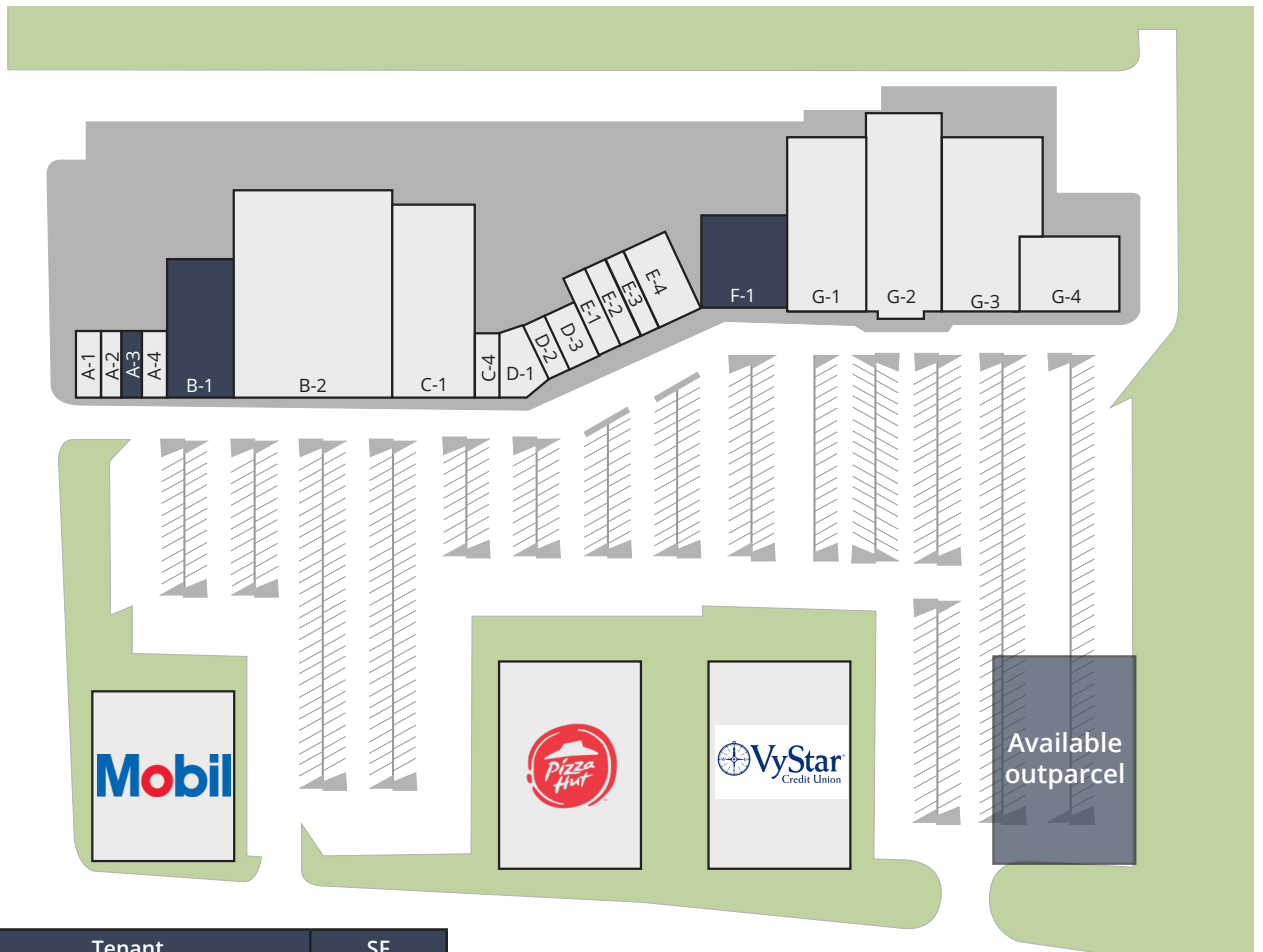 A-1
A-2
A-3
A-4
B-1
B-2
C-1
C-4
D-1
D-2
D-3
E-1
E-2
E-3
E-4
F-1
G-1
G-2
G-3
G-4
Mobil
Pizza
Hut
VyStar
Credit Union
Available
outparcel
Tenant
SF